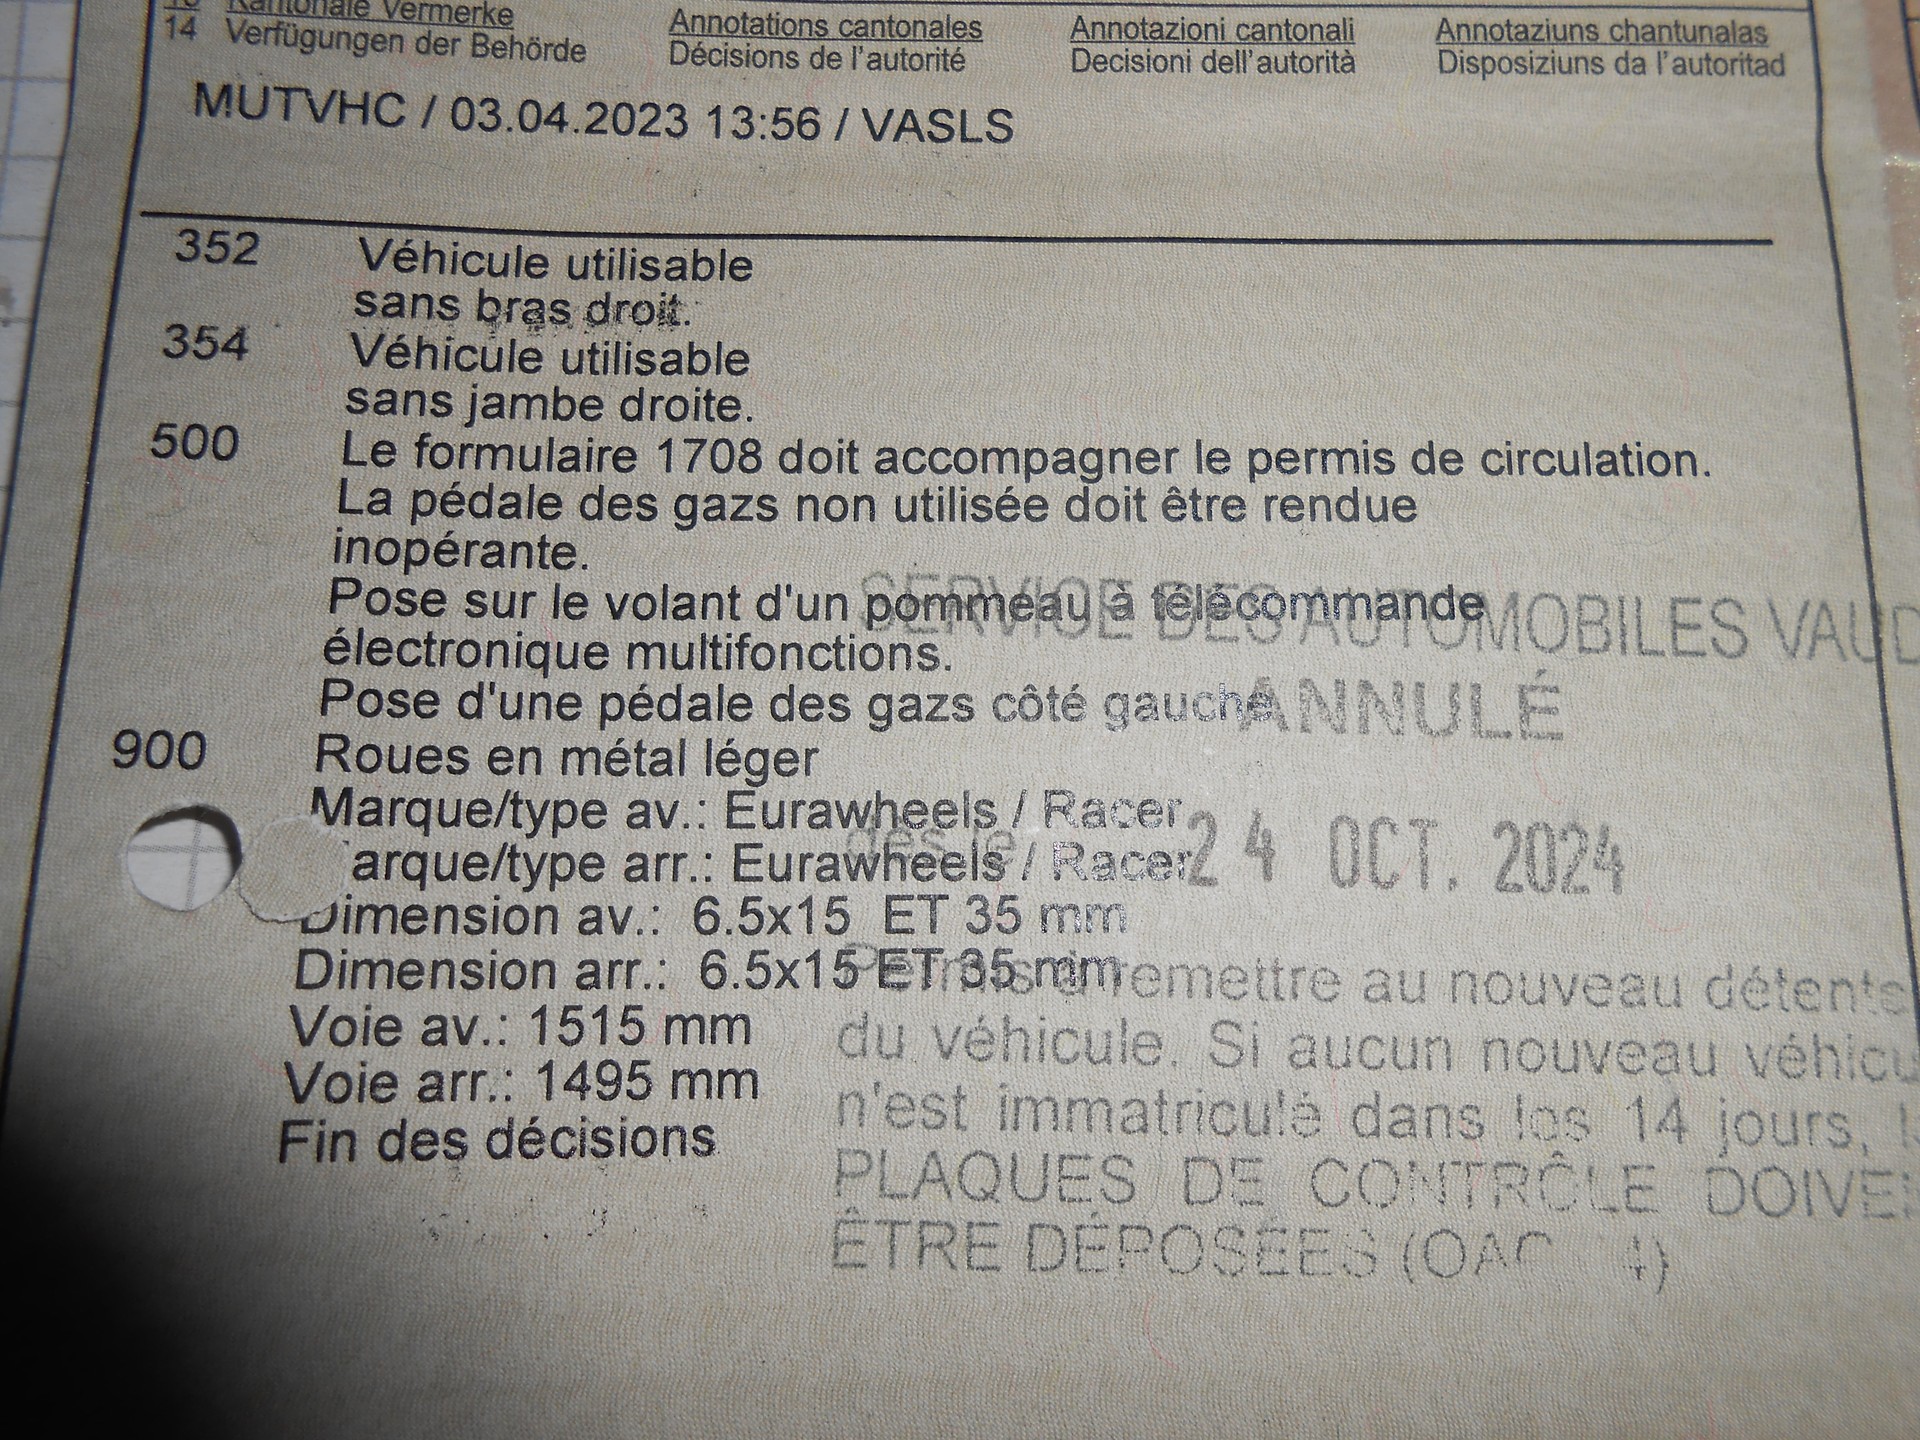 Kantonale Vermerke Annotations cantonales Annotazioni cantonali Annotaziuns chantunalas
14 Verfügungen der Behörde Décisions de l'autorité Decisioni dell'autorità Disposiziuns da l'autoritad
MUTVHC / 03.04.2023 13:56 / VASLS
352 Véhicule utilisable
sans bras droit.
354 Véhicule utilisable
sans jambe droite.
500 Le formulaire 1708 doit accompagner le permis de circulation.
La pédale des gazs non utilisée doit être rendue
inopérante.
Pose sur le volant d'un pommeau à télécommande
électronique multifonctions.
Pose d'une pédale des gazs côté gauche
900 Roues en métal léger
Marque/type av.: Eurawheels / Racer
arque/type arr.: Eurawheels / Racer
Dimension av.: 6.5x15 ET 35 mm
Dimension arr.: 6.5x15 ET 35 mm
Voie av.: 1515 mm
Voie arr.: 1495 mm
Fin des décisions
SERVICE DES AUTOMOBILES VAUD
ANNULÉ
dès le 24 OCT. 2024
Permis à remettre au nouveau détente
du véhicule. Si aucun nouveau véhicu
n'est immatriculé dans les 14 jours,
PLAQUES DE CONTRÔLE DOIVE
ÊTRE DÉPOSÉES (OAC 4)